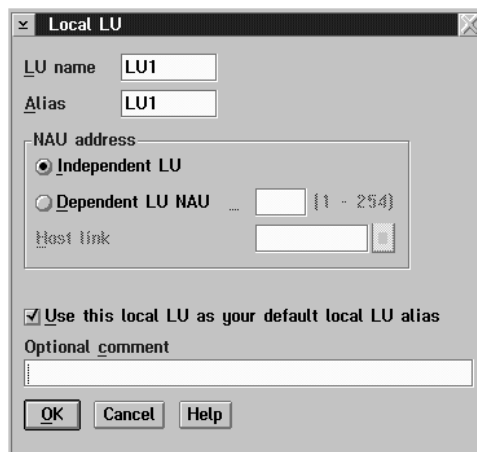 Local LU
LU name LU1
Alias LU1
NAU address
Independent LU
Dependent LU NAU ... (1 - 254)
Host link
Use this local LU as your default local LU alias
Optional comment
OK Cancel Help